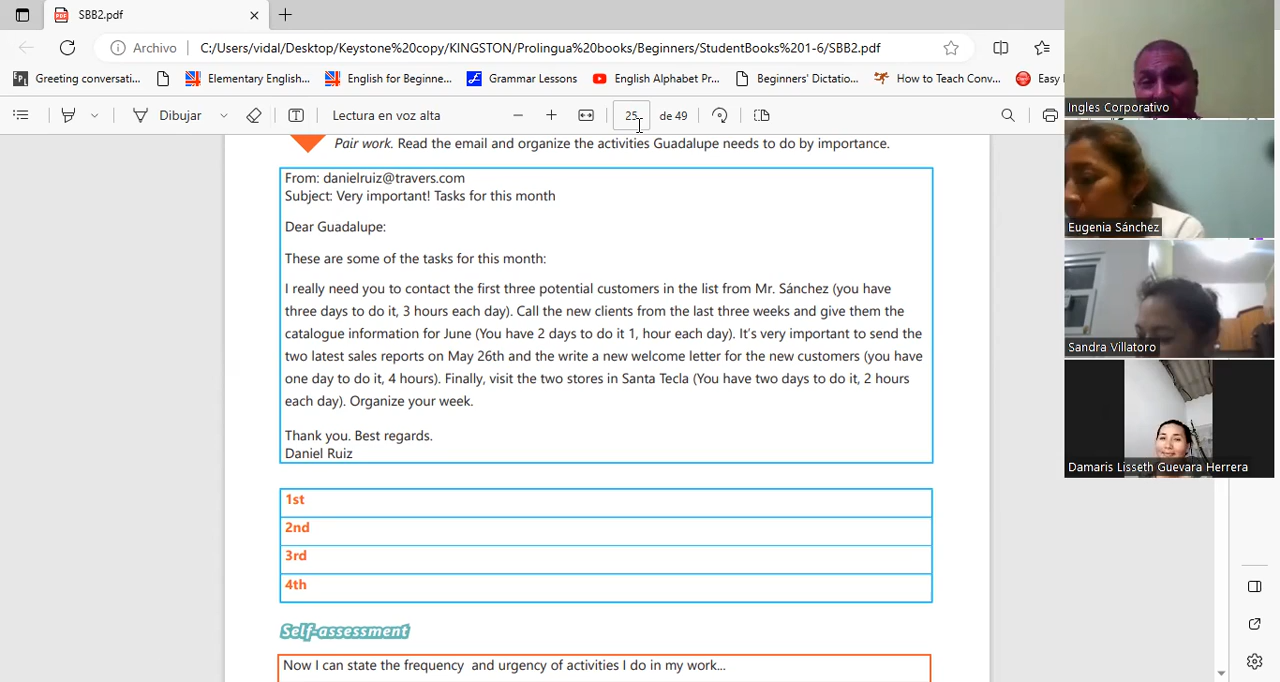 SBB2.pdf
Archivo
C:/Users/vidal/Desktop/Keystone%20copy/KINGSTON/Prolingua%20books/Beginners/StudentBooks%201-6/SBB2.pdf
Greeting conversati...
Elementary English...
English for Beginne...
Grammar Lessons
English Alphabet Pr...
Beginners' Dictatio...
How to Teach Conv...
Easy
Dibujar
Lectura en voz alta
25
de 49
Pair work. Read the email and organize the activities Guadalupe needs to do by importance.
From: danielruiz@travers.com
Subject: Very important! Tasks for this month
Dear Guadalupe:
These are some of the tasks for this month:
I really need you to contact the first three potential customers in the list from Mr. Sánchez (you have
three days to do it, 3 hours each day). Call the new clients from the last three weeks and give them the
catalogue information for June (You have 2 days to do it 1, hour each day). It's very important to send the
two latest sales reports on May 26th and the write a new welcome letter for the new customers (you have
one day to do it, 4 hours). Finally, visit the two stores in Santa Tecla (You have two days to do it, 2 hours
each day). Organize your week.
Thank you. Best regards.
Daniel Ruiz
1st
2nd
3rd
4th
Self-assessment
Now I can state the frequency and urgency of activities I do in my work...
Ingles Corporativo
Eugenia Sánchez
Sandra Villatoro
Damaris Lisseth Guevara Herrera